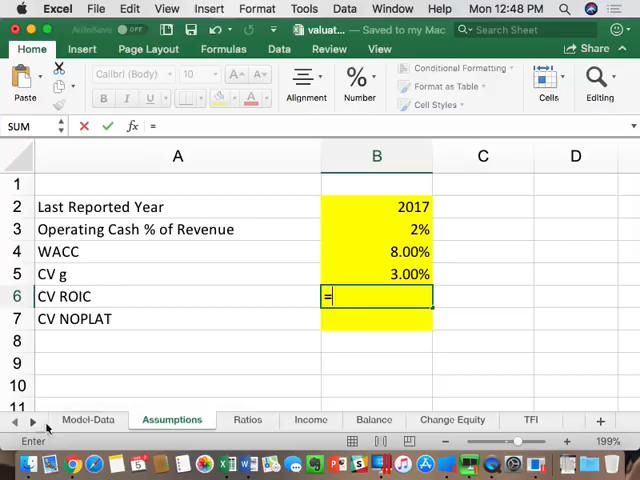 Excel File Edit View Insert Format Tools Data Window Help Mon 12:48 PM
AutoSave OFF valuat... — Saved to my Mac Search Sheet
Home Insert Page Layout Formulas Data Review View Share
Paste Calibri (Body) 10 A A Alignment Number Conditional Formatting Format as Table Cell Styles Cells Editing
B I U A
SUM fx =
A B C D
1
2 Last Reported Year 2017
3 Operating Cash % of Revenue 2%
4 WACC 8.00%
5 CV g 3.00%
6 CV ROIC =
7 CV NOPLAT
8
9
10
11
Model-Data Assumptions Ratios Income Balance Change Equity TFI +
Enter 199%